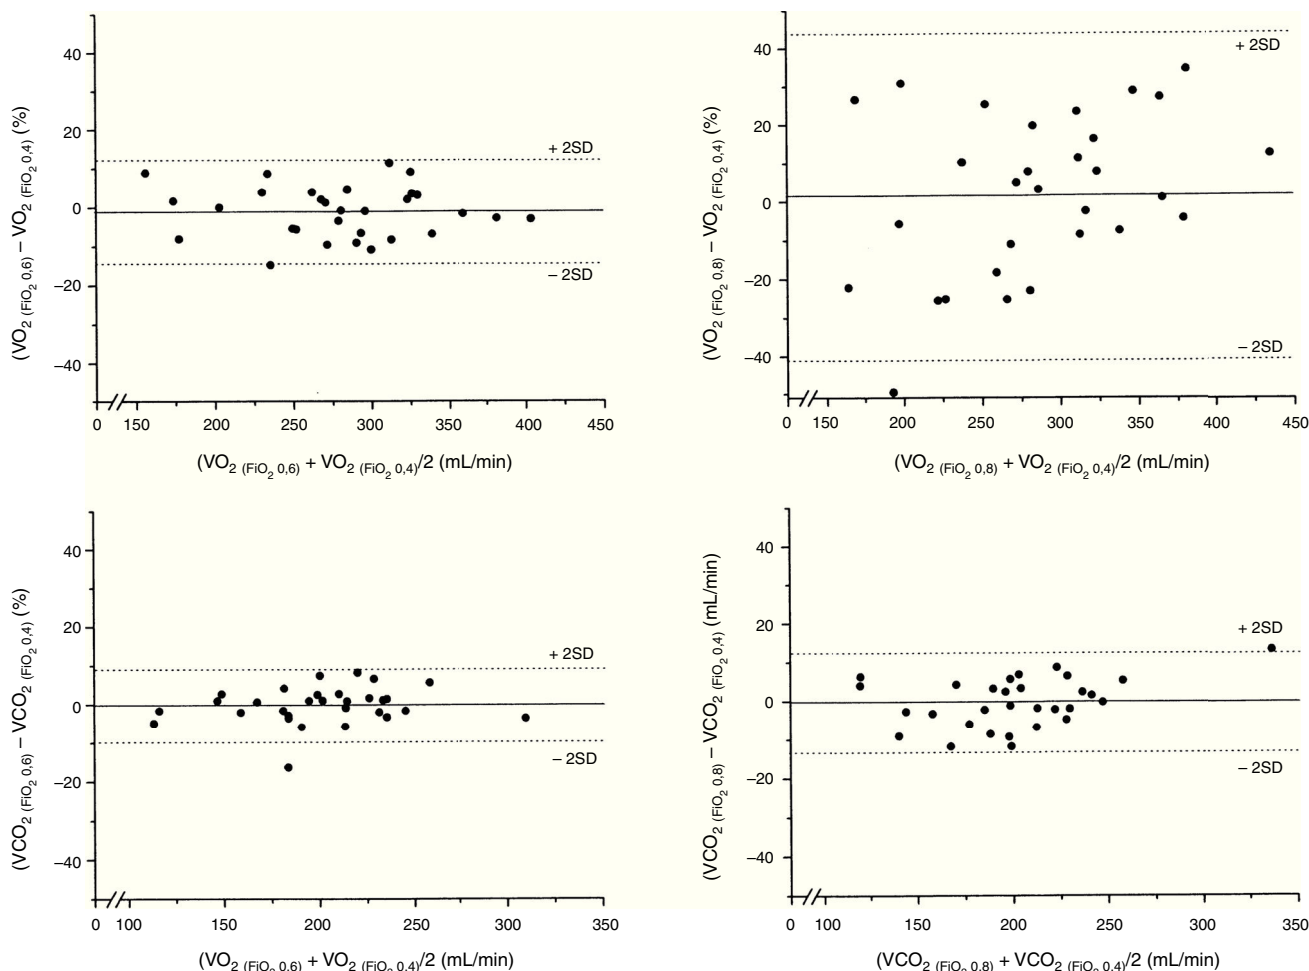 40
20
0
−20
−40
+ 2SD
− 2SD
(VO2 (FiO2 0,6) − VO2 (FiO2 0,4) (%)
0 150 200 250 300 350 400 450
(VO2 (FiO2 0,6) + VO2 (FiO2 0,4)/2 (mL/min)
40
20
0
−20
−40
+ 2SD
− 2SD
(VO2 (FiO2 0,8) − VO2 (FiO2 0,4) (%)
0 150 200 250 300 350 400 450
(VO2 (FiO2 0,8) + VO2 (FiO2 0,4)/2 (mL/min)
40
20
0
−20
−40
+ 2SD
− 2SD
(VCO2 (FiO2 0,6) − VCO2 (FiO2 0,4) (%)
0 100 150 200 250 300 350
(VO2 (FiO2 0,6) + VO2 (FiO2 0,4)/2 (mL/min)
40
20
0
−20
−40
+ 2SD
− 2SD
(VCO2 (FiO2 0,8) − VCO2 (FiO2 0,4) (mL/min)
0 100 150 200 250 300 350
(VCO2 (FiO2 0,8) + VCO2 (FiO2 0,4)/2 (mL/min)